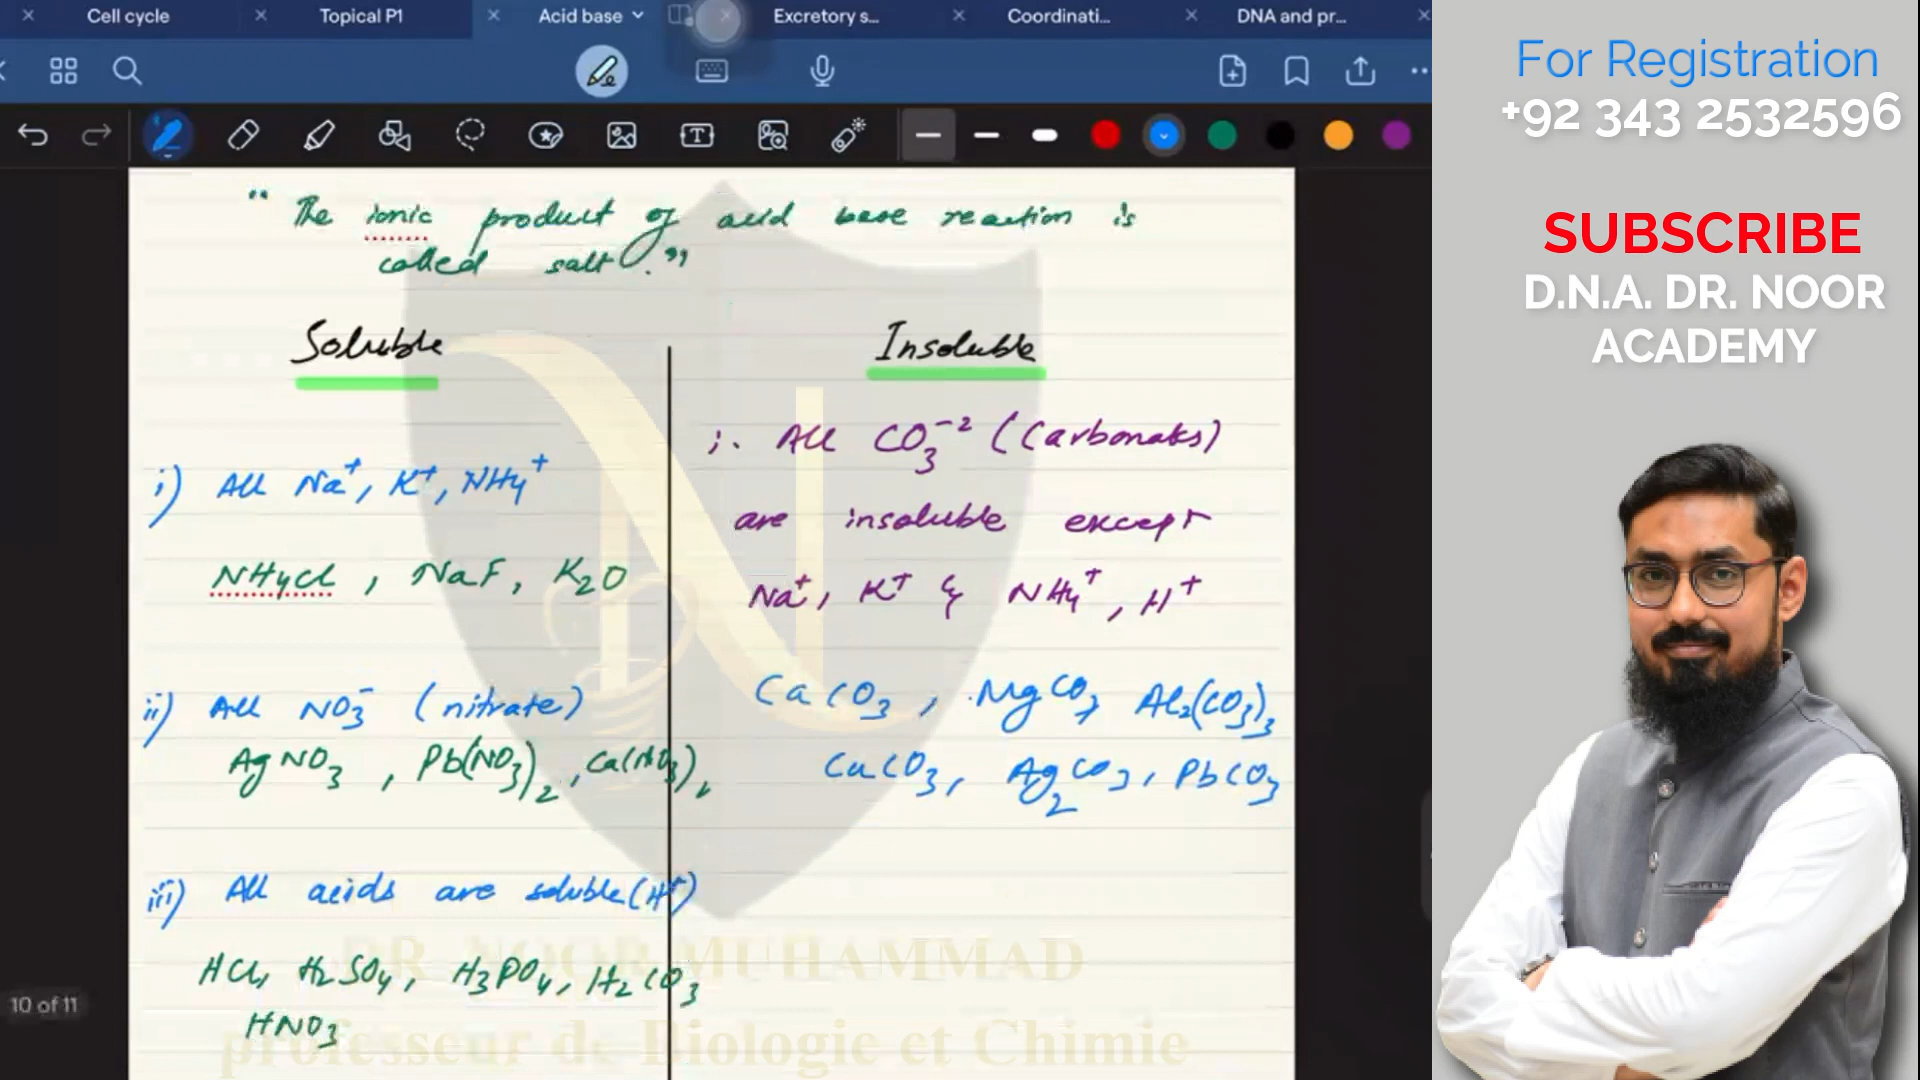 Cell cycle
Topical P1
Acid base
Excretory s...
Coordinati...
DNA and pr...
"The ionic product of acid base reaction is
called salt."
Soluble
i) All Na⁺, K⁺, NH4⁺
NH4Cl, NaF, K2O
ii) All NO3⁻ (nitrate)
AgNO3, Pb(NO3)2, Ca(NO3)2
iii) All acids are soluble (H⁺)
HCl, H2SO4, H3PO4, H2CO3
HNO3
Insoluble
i. All CO3⁻² (Carbonates)
are insoluble except
Na⁺, K⁺ & NH4⁺, H⁺
CaCO3, MgCO3 Al2(CO3)3
CuCO3, Ag2CO3, PbCO3
DR. NOOR MUHAMMAD
professeur de Biologie et Chimie
10 of 11
For Registration
+92 343 2532596
SUBSCRIBE
D.N.A. DR. NOOR
ACADEMY